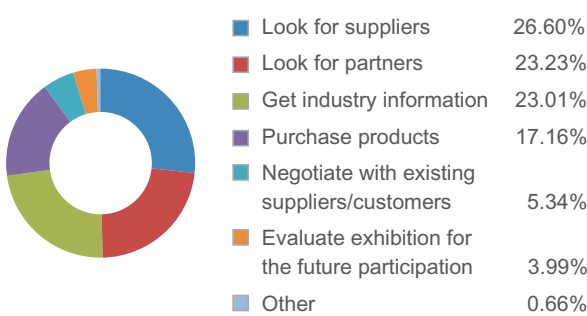 Look for suppliers 26.60%
Look for partners 23.23%
Get industry information 23.01%
Purchase products 17.16%
Negotiate with existing
suppliers/customers 5.34%
Evaluate exhibition for
the future participation 3.99%
Other 0.66%